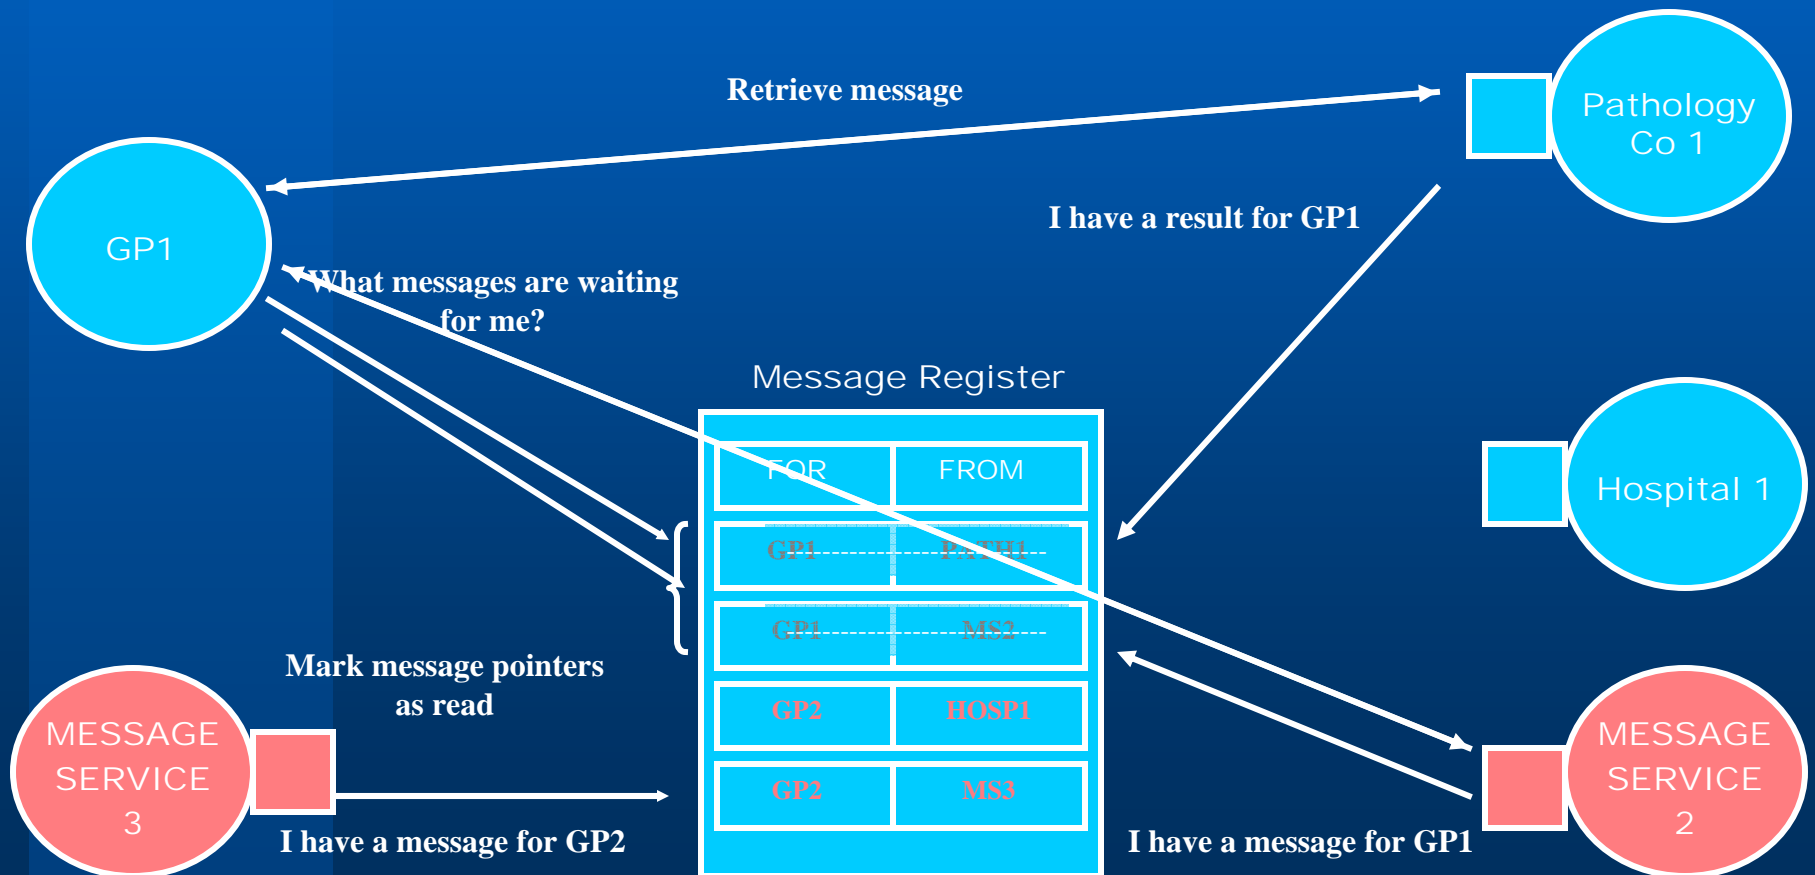 Retrieve message
Pathology
Co 1
I have a result for GP1
GP1
What messages are waiting
for me?
Message Register
FOR FROM
GP1 PATH1
GP1 MS2
GP2 HOSP1
GP2 MS3
Hospital 1
Mark message pointers
as read
MESSAGE
SERVICE
3
I have a message for GP2
I have a message for GP1
MESSAGE
SERVICE
2